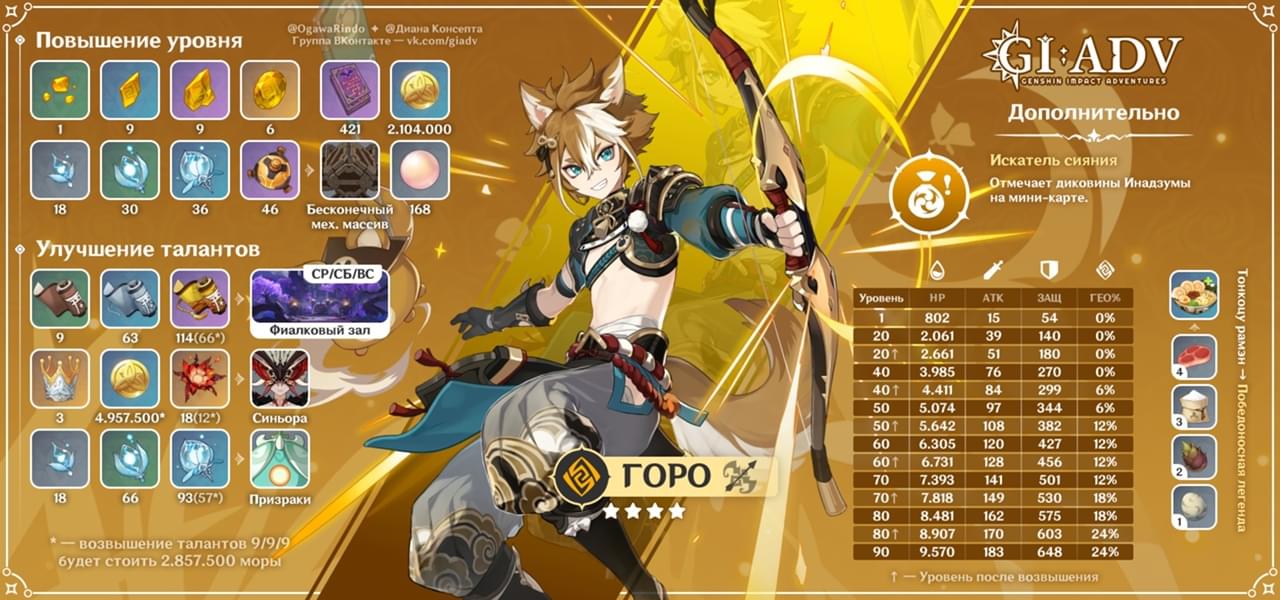 @OgawaRindo ✦ @Диана Консепта
Группа ВКонтакте — vk.com/giadv
Повышение уровня
1 9 9 6 421 2.104.000
18 30 36 46 Бесконечный мех. массив 168
Улучшение талантов
9 63 114(66*)
СР/СБ/ВС
Фиалковый зал
3 4.957.500* 18(12*) Синьора
18 66 93(57*) Призраки
* — возвышение талантов 9/9/9
будет стоить 2.857.500 моры
ГОРО
GI:ADV
GENSHIN IMPACT ADVENTURES
Дополнительно
Искатель сияния
Отмечает диковины Инадзумы
на мини-карте.
Уровень HP АТК ЗАЩ ГЕО%
1 802 15 54 0%
20 2.061 39 140 0%
20↑ 2.661 51 180 0%
40 3.985 76 270 0%
40↑ 4.411 84 299 6%
50 5.074 97 344 6%
50↑ 5.642 108 382 12%
60 6.305 120 427 12%
60↑ 6.731 128 456 12%
70 7.393 141 501 12%
70↑ 7.818 149 530 18%
80 8.481 162 575 18%
80↑ 8.907 170 603 24%
90 9.570 183 648 24%
↑ — Уровень после возвышения
4
3
2
1
Тонкоцу рамэн → Победоносная легенда